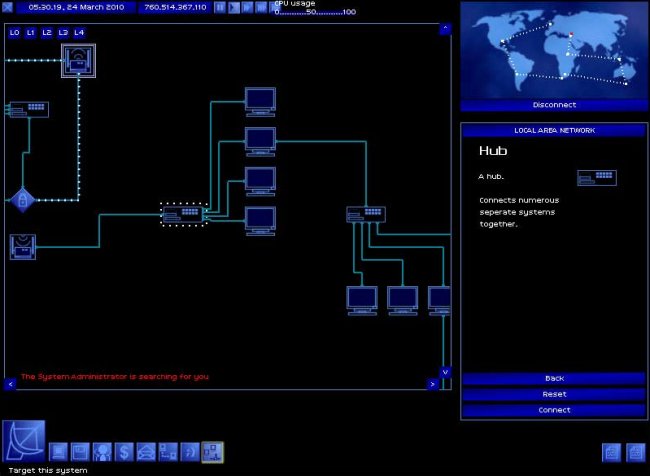 05:30.19, 24 March 2010
760.514.367.110
CPU usage
0............50............100
L0 L1 L2 L3 L4
Disconnect
LOCAL AREA NETWORK
Hub
A hub.
Connects numerous
seperate systems
together.
The System Administrator is searching for you
Back
Reset
Connect
Target this system